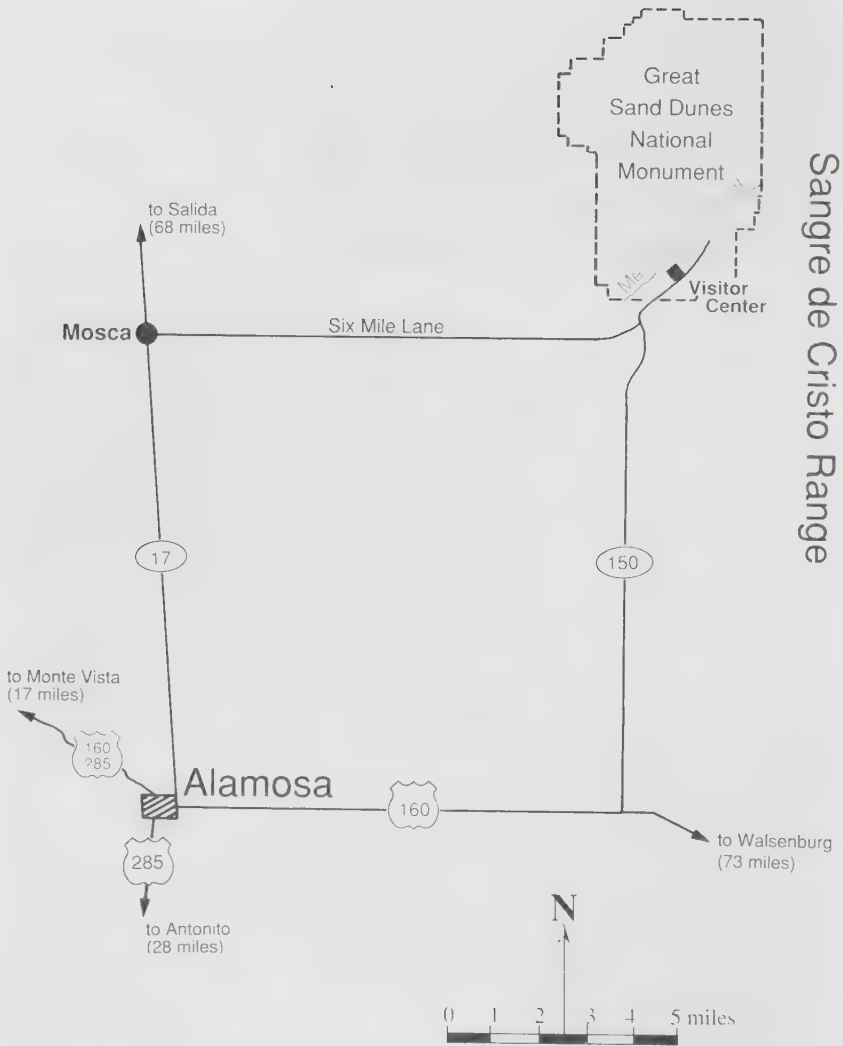 Great
Sand Dunes
National
Monument
Sangre de Cristo Range
to Salida
(68 miles)
Me
Visitor
Center
Mosca
Six Mile Lane
17
150
to Monte Vista
(17 miles)
160
285
Alamosa
160
285
to Walsenburg
(73 miles)
to Antonito
(28 miles)
N
0 1 2 3 4 5 miles